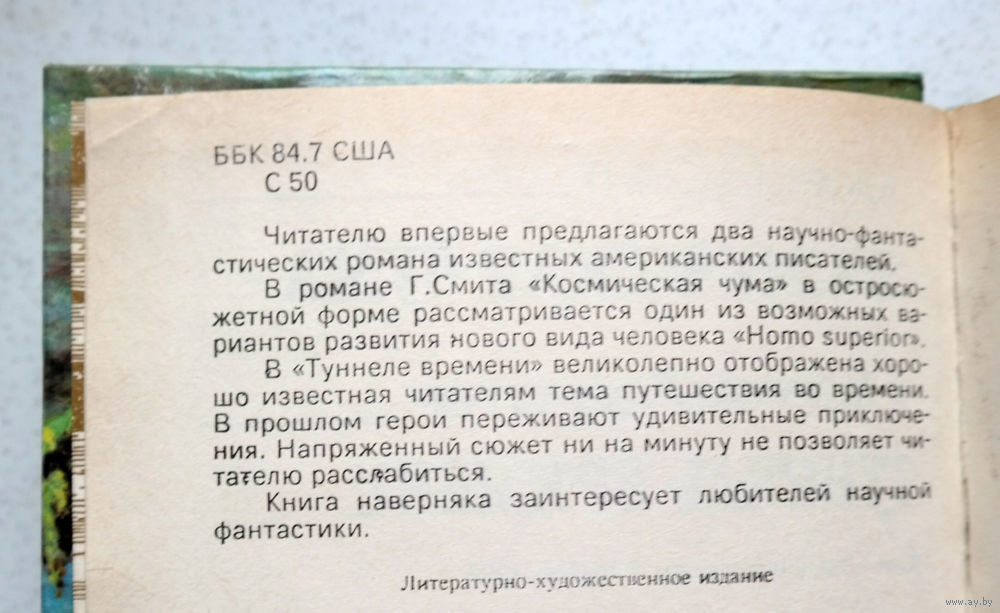 ББК 84.7 США
С 50
Читателю впервые предлагаются два научно-фанта-
стических романа известных американских писателей.
В романе Г.Смита «Космическая чума» в остросю-
жетной форме рассматривается один из возможных ва-
риантов развития нового вида человека «Homo superior».
В «Туннеле времени» великолепно отображена хоро-
шо известная читателям тема путешествия во времени.
В прошлом герои переживают удивительные приключе-
ния. Напряженный сюжет ни на минуту не позволяет чи-
тателю расслабиться.
Книга наверняка заинтересует любителей научной
фантастики.
Литературно-художественное издание
www.ay.by